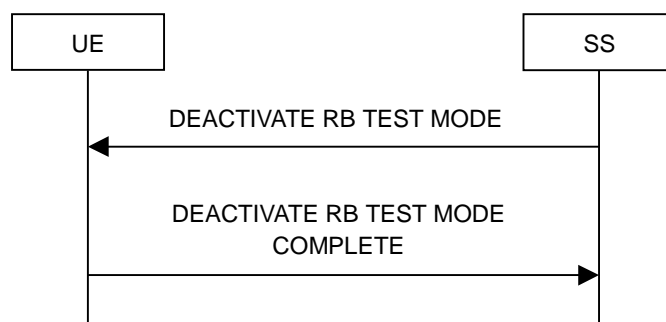 UE
SS
DEACTIVATE RB TEST MODE
DEACTIVATE RB TEST MODE
COMPLETE